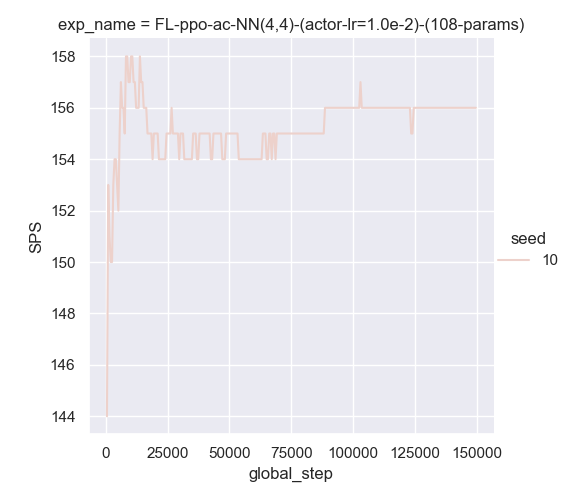 exp_name = FL-ppo-ac-NN(4,4)-(actor-lr=1.0e-2)-(108-params)
158
156
154
152
150
148
146
144
SPS
0 25000 50000 75000 100000 125000 150000
global_step
seed
10